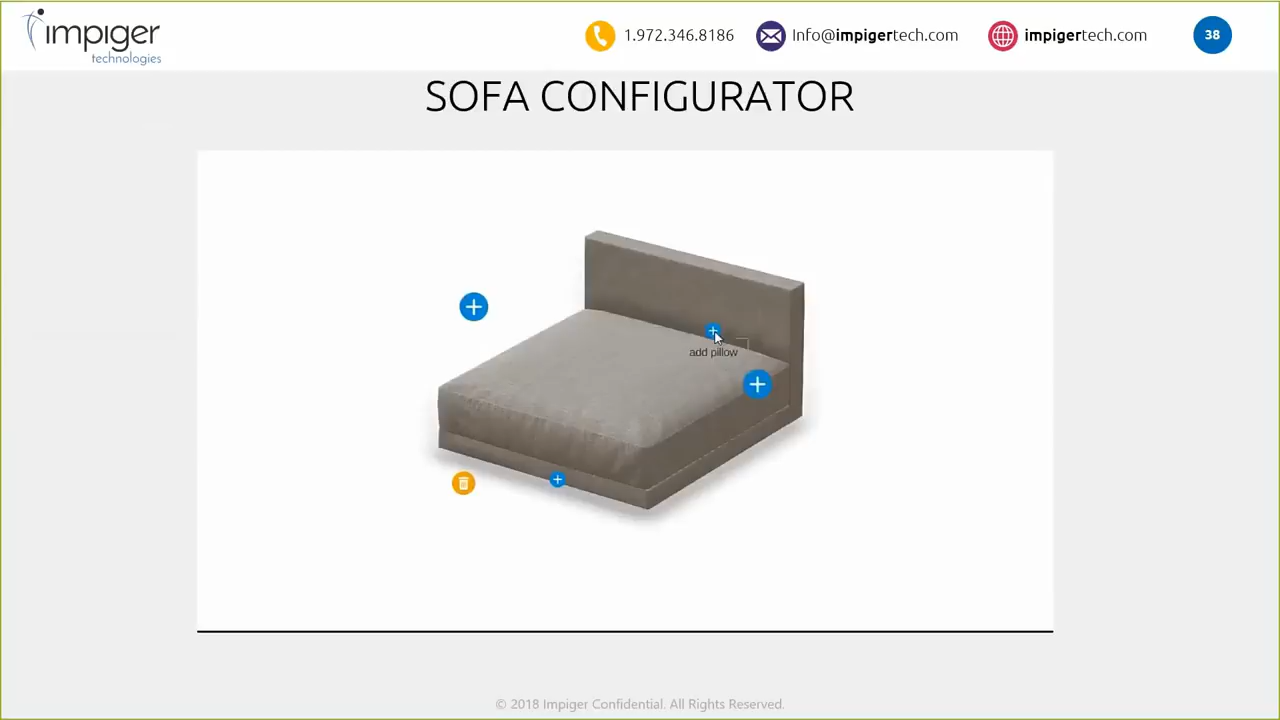 impiger
technologies
1.972.346.8186
Info@impigertech.com
impigertech.com
38
SOFA CONFIGURATOR
add pillow
© 2018 Impiger Confidential. All Rights Reserved.